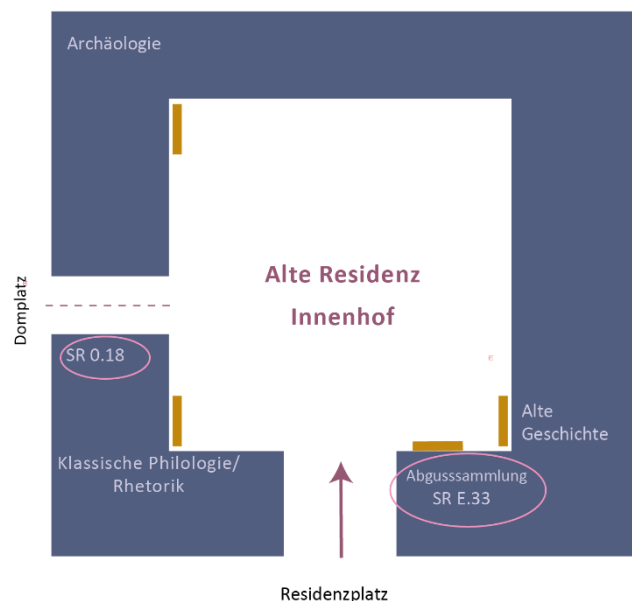 Archäologie
Alte Residenz
Innenhof
Domplatz
SR 0.18
Alte
Geschichte
Klassische Philologie/
Rhetorik
Abgusssammlung
SR E.33
Residenzplatz